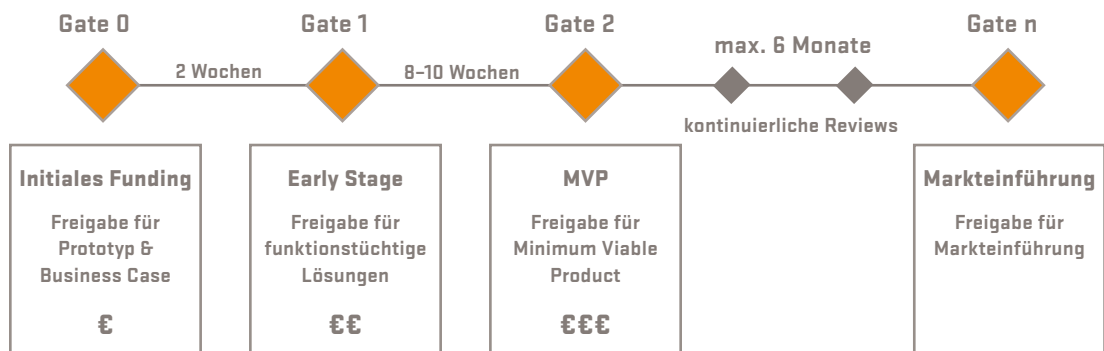 Gate 0
Gate 1
Gate 2
Gate n
2 Wochen
8–10 Wochen
max. 6 Monate
kontinuierliche Reviews
Initiales Funding
Freigabe für
Prototyp &
Business Case
€
Early Stage
Freigabe für
funktionstüchtige
Lösungen
€€
MVP
Freigabe für
Minimum Viable
Product
€€€
Markteinführung
Freigabe für
Markteinführung